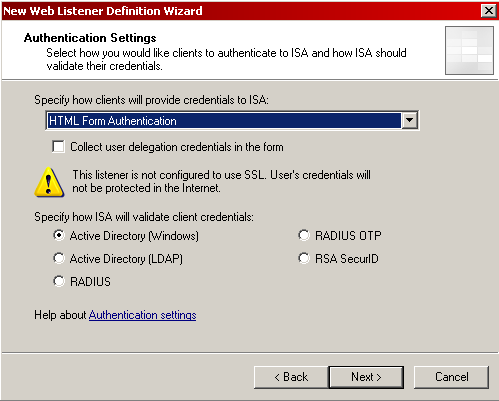 New Web Listener Definition Wizard
Authentication Settings
Select how you would like clients to authenticate to ISA and how ISA should
validate their credentials.
Specify how clients will provide credentials to ISA:
HTML Form Authentication
Collect user delegation credentials in the form
This listener is not configured to use SSL. User's credentials will
not be protected in the Internet.
Specify how ISA will validate client credentials:
Active Directory (Windows)
RADIUS OTP
Active Directory (LDAP)
RSA SecurID
RADIUS
Help about Authentication settings
< Back
Next >
Cancel